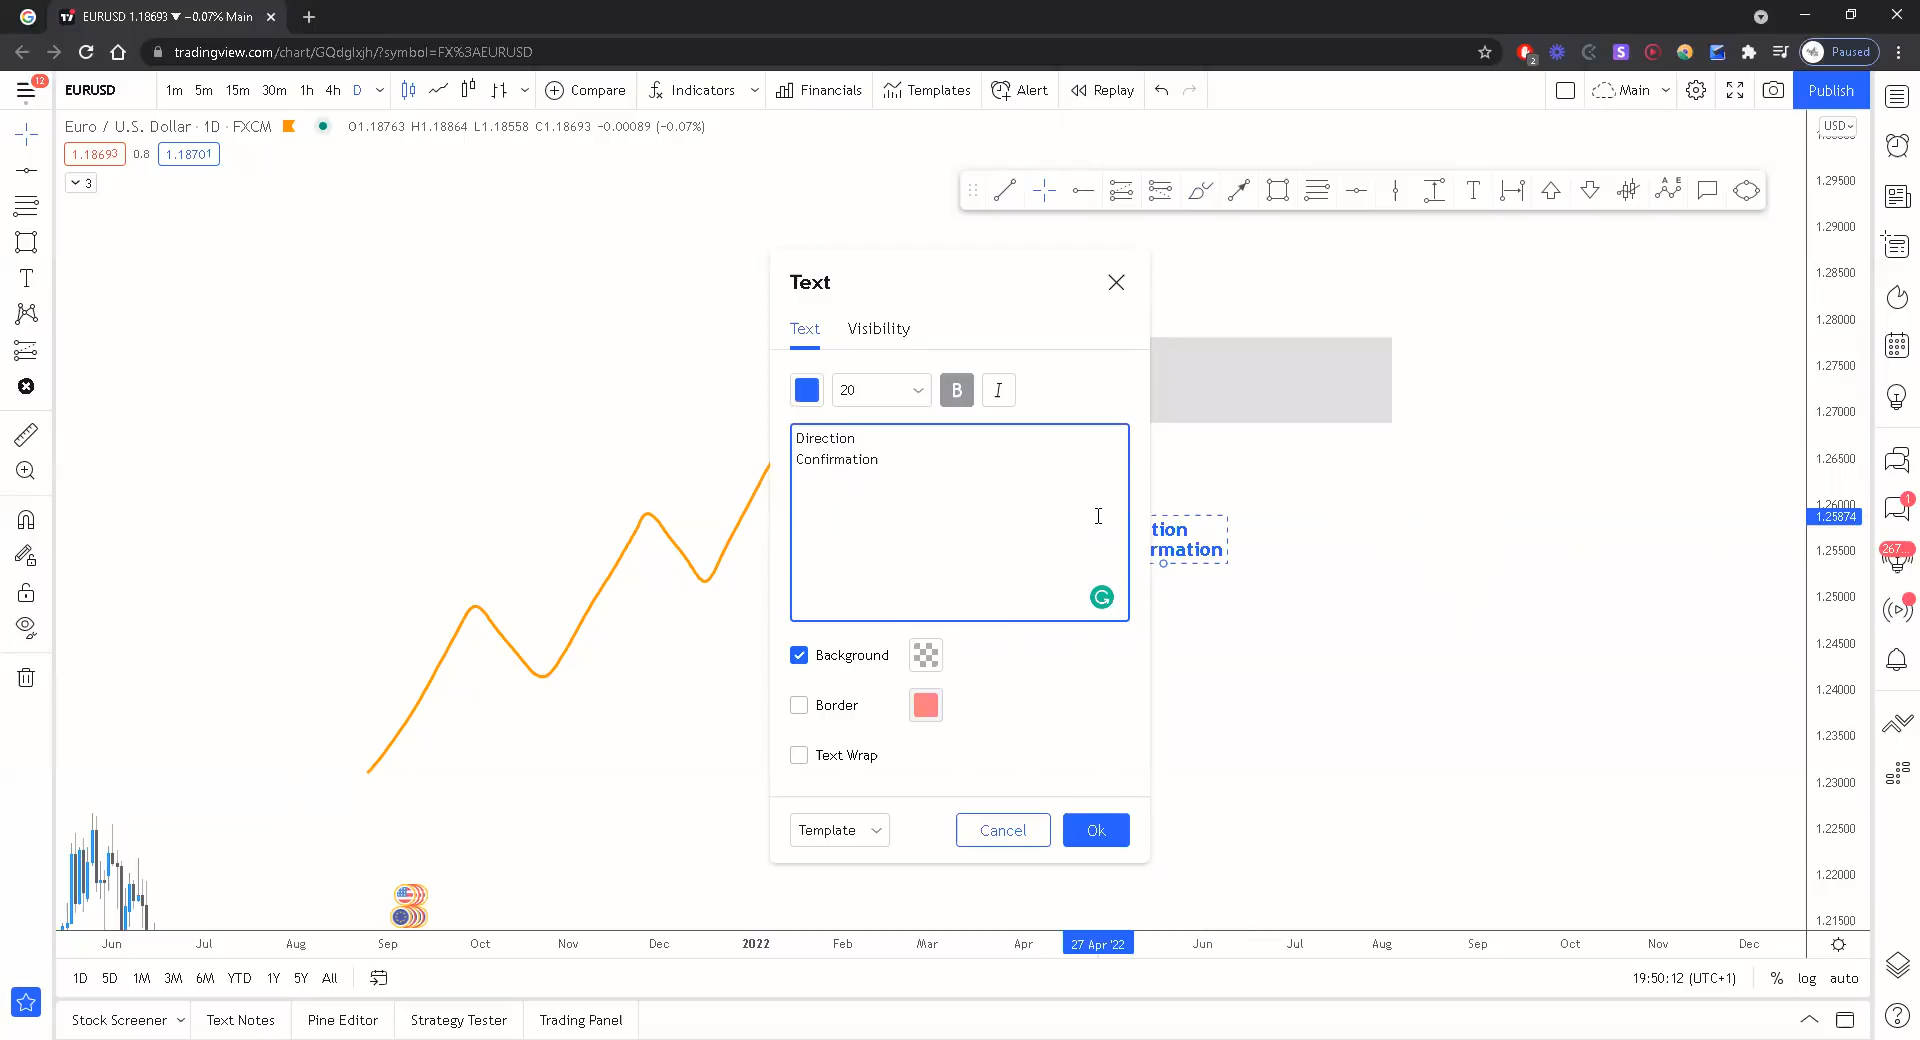 EURUSD 1.18693 ▼ −0.07% Main
tradingview.com/chart/GQdglxjh/?symbol=FX%3AEURUSD
2
S
Paused
12
EURUSD
1m 5m 15m 30m 1h 4h D
Compare
Indicators
Financials
Templates
Alert
Replay
Main
Publish
Euro / U.S. Dollar · 1D · FXCM
O1.18763 H1.18864 L1.18558 C1.18693 −0.00089 (−0.07%)
USD
1.18693 0.8 1.18701
3
T
A E
Text
Text Visibility
20
B I
Direction
Confirmation
Background
Border
Text Wrap
Template Cancel Ok
tion
rmation
1.29500
1.29000
1.28500
1.28000
1.27500
1.27000
1.26500
1.26000
1.25874
1.25500
1.25000
1.24500
1.24000
1.23500
1.23000
1.22500
1.22000
1.21500
1
267...
Jun Jul Aug Sep Oct Nov Dec 2022 Feb Mar Apr 27 Apr '22 Jun Jul Aug Sep Oct Nov Dec
1D 5D 1M 3M 6M YTD 1Y 5Y All
19:50:12 (UTC+1) % log auto
Stock Screener Text Notes Pine Editor Strategy Tester Trading Panel